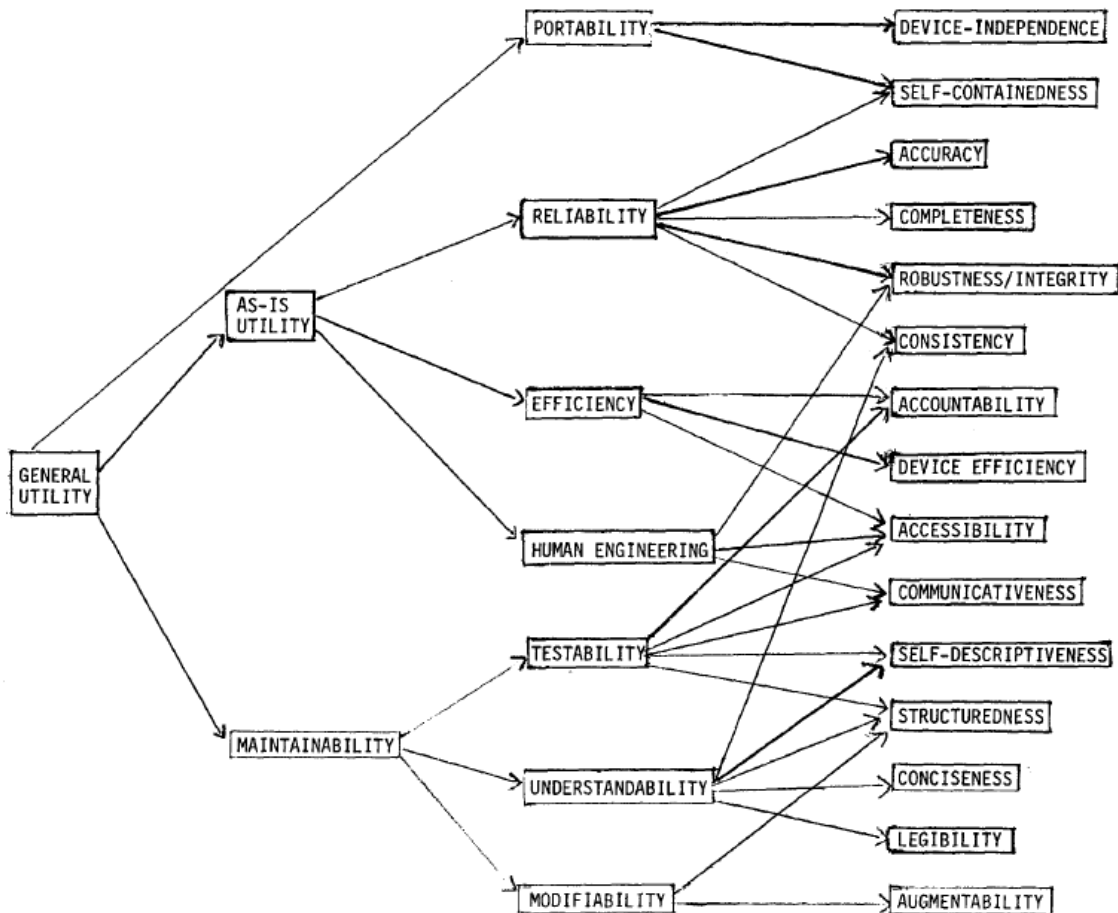 PORTABILITY
DEVICE-INDEPENDENCE
SELF-CONTAINEDNESS
ACCURACY
RELIABILITY
COMPLETENESS
ROBUSTNESS/INTEGRITY
AS-IS
UTILITY
CONSISTENCY
EFFICIENCY
ACCOUNTABILITY
DEVICE EFFICIENCY
GENERAL
UTILITY
ACCESSIBILITY
HUMAN ENGINEERING
COMMUNICATIVENESS
TESTABILITY
SELF-DESCRIPTIVENESS
STRUCTUREDNESS
MAINTAINABILITY
CONCISENESS
UNDERSTANDABILITY
LEGIBILITY
MODIFIABILITY
AUGMENTABILITY